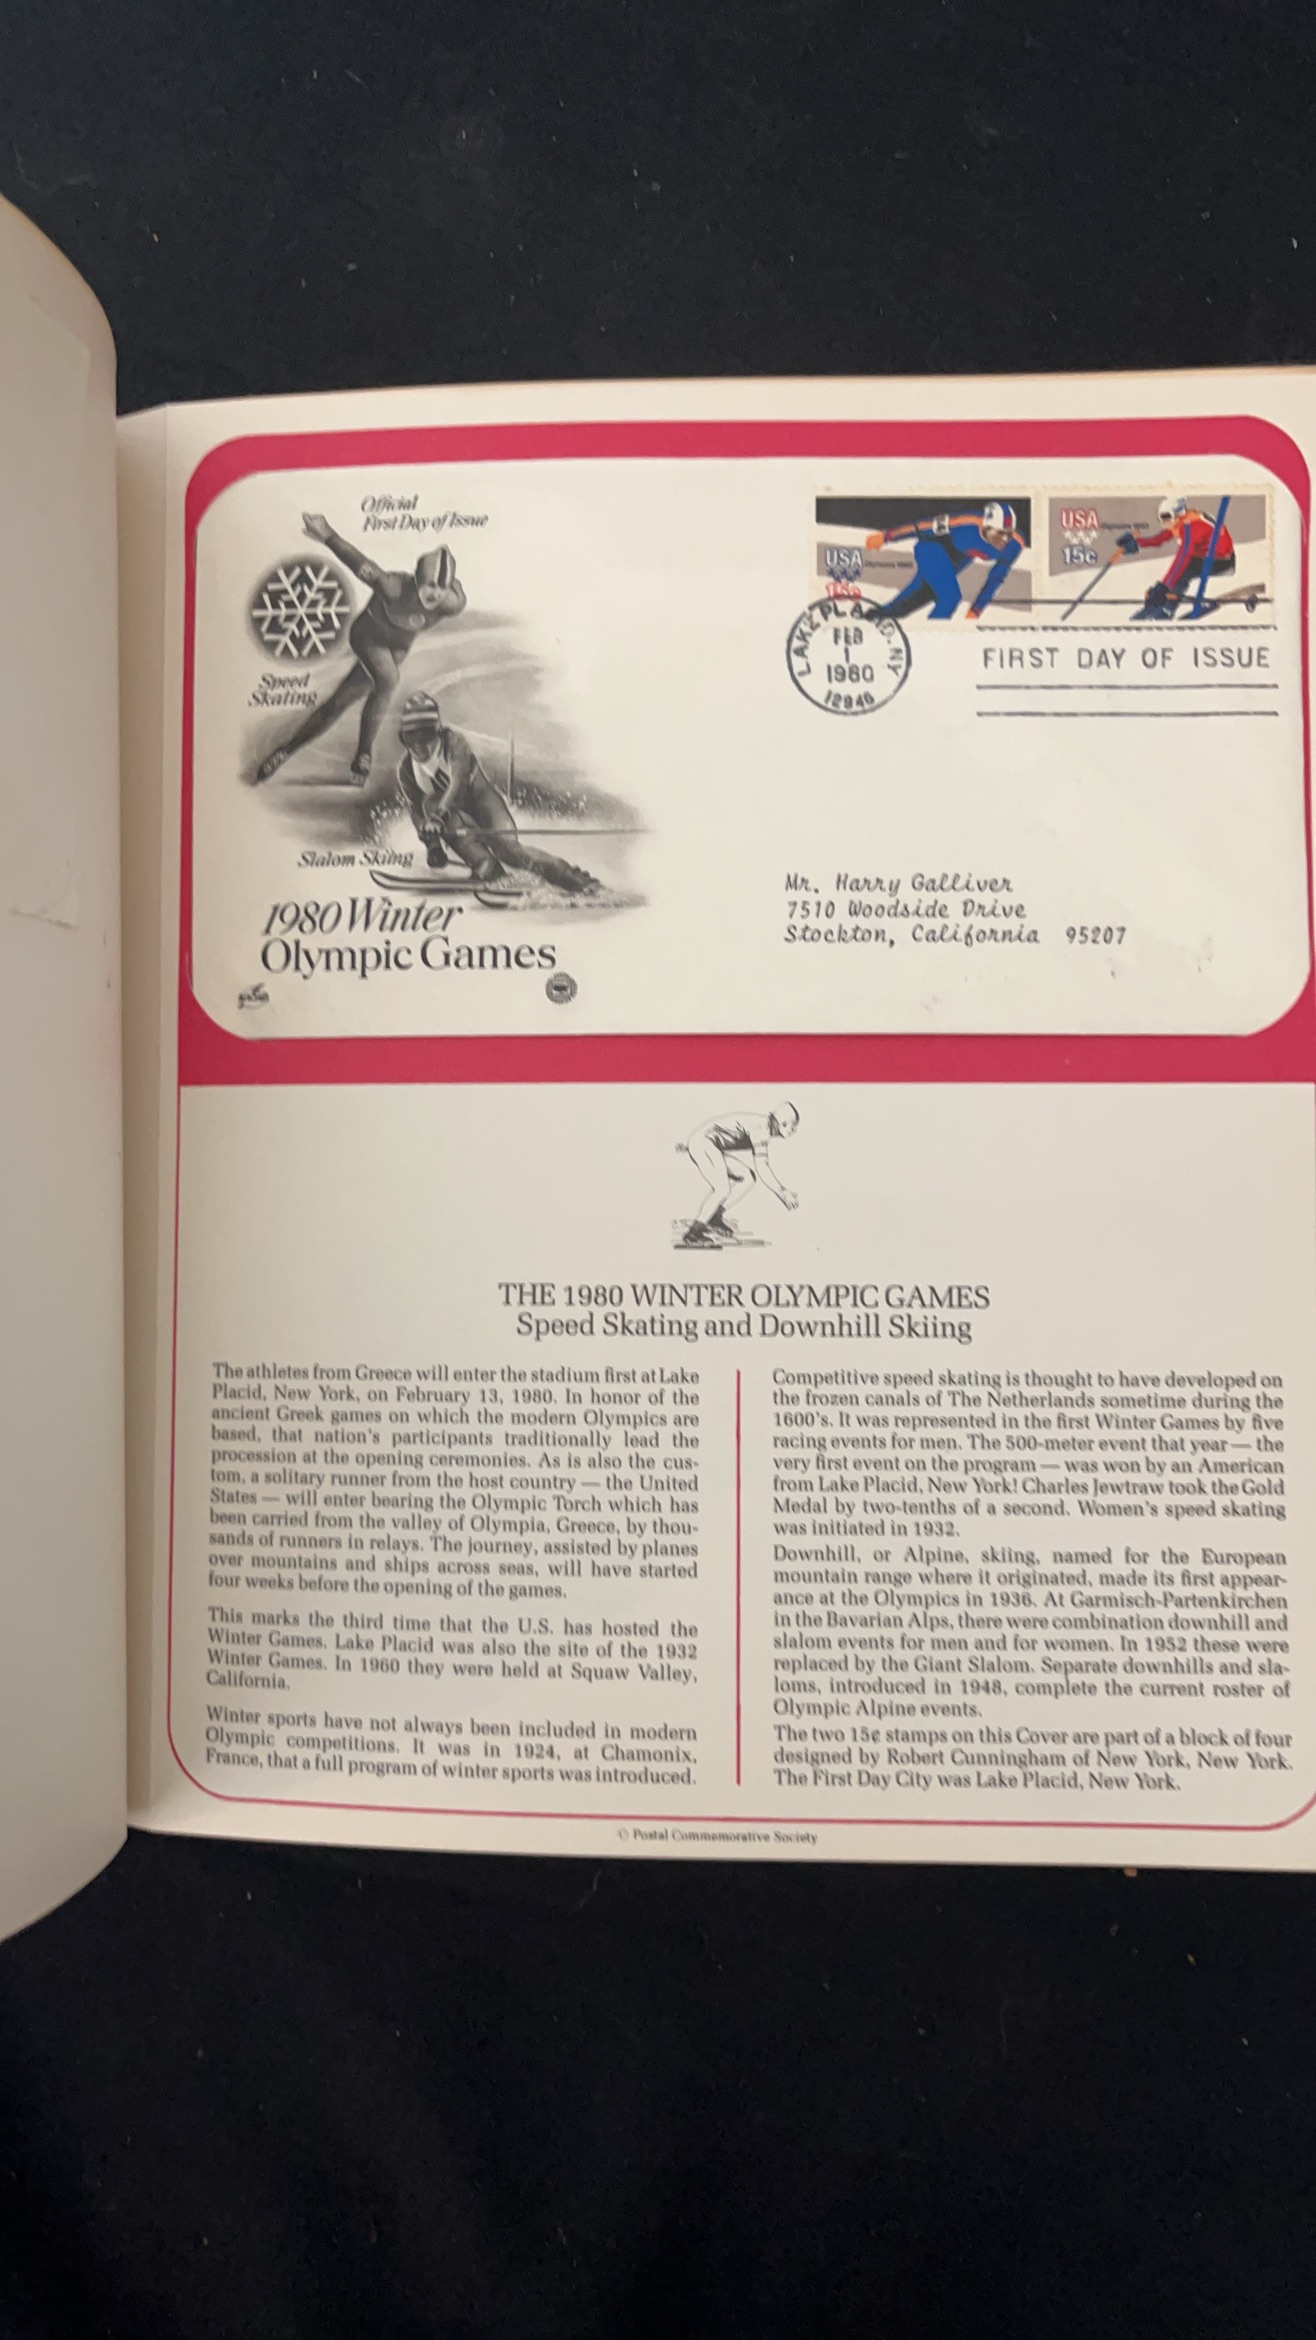 Official
First Day of Issue
Speed
Skating
Slalom Skiing
1980 Winter
Olympic Games
USA
15c
USA
15c
LAKE PLACID, NY
FEB
1
1980
12946
FIRST DAY OF ISSUE
Mr. Harry Galliver
7510 Woodside Drive
Stockton, California 95207
THE 1980 WINTER OLYMPIC GAMES
Speed Skating and Downhill Skiing
The athletes from Greece will enter the stadium first at Lake
Placid, New York, on February 13, 1980. In honor of the
ancient Greek games on which the modern Olympics are
based, that nation's participants traditionally lead the
procession at the opening ceremonies. As is also the cus-
tom, a solitary runner from the host country — the United
States — will enter bearing the Olympic Torch which has
been carried from the valley of Olympia, Greece, by thou-
sands of runners in relays. The journey, assisted by planes
over mountains and ships across seas, will have started
four weeks before the opening of the games.
This marks the third time that the U.S. has hosted the
Winter Games. Lake Placid was also the site of the 1932
Winter Games. In 1960 they were held at Squaw Valley,
California.
Winter sports have not always been included in modern
Olympic competitions. It was in 1924, at Chamonix,
France, that a full program of winter sports was introduced.
Competitive speed skating is thought to have developed on
the frozen canals of The Netherlands sometime during the
1600's. It was represented in the first Winter Games by five
racing events for men. The 500-meter event that year — the
very first event on the program — was won by an American
from Lake Placid, New York! Charles Jewtraw took the Gold
Medal by two-tenths of a second. Women's speed skating
was initiated in 1932.
Downhill, or Alpine, skiing, named for the European
mountain range where it originated, made its first appear-
ance at the Olympics in 1936. At Garmisch-Partenkirchen
in the Bavarian Alps, there were combination downhill and
slalom events for men and for women. In 1952 these were
replaced by the Giant Slalom. Separate downhills and sla-
loms, introduced in 1948, complete the current roster of
Olympic Alpine events.
The two 15¢ stamps on this Cover are part of a block of four
designed by Robert Cunningham of New York, New York.
The First Day City was Lake Placid, New York.
© Postal Commemorative Society